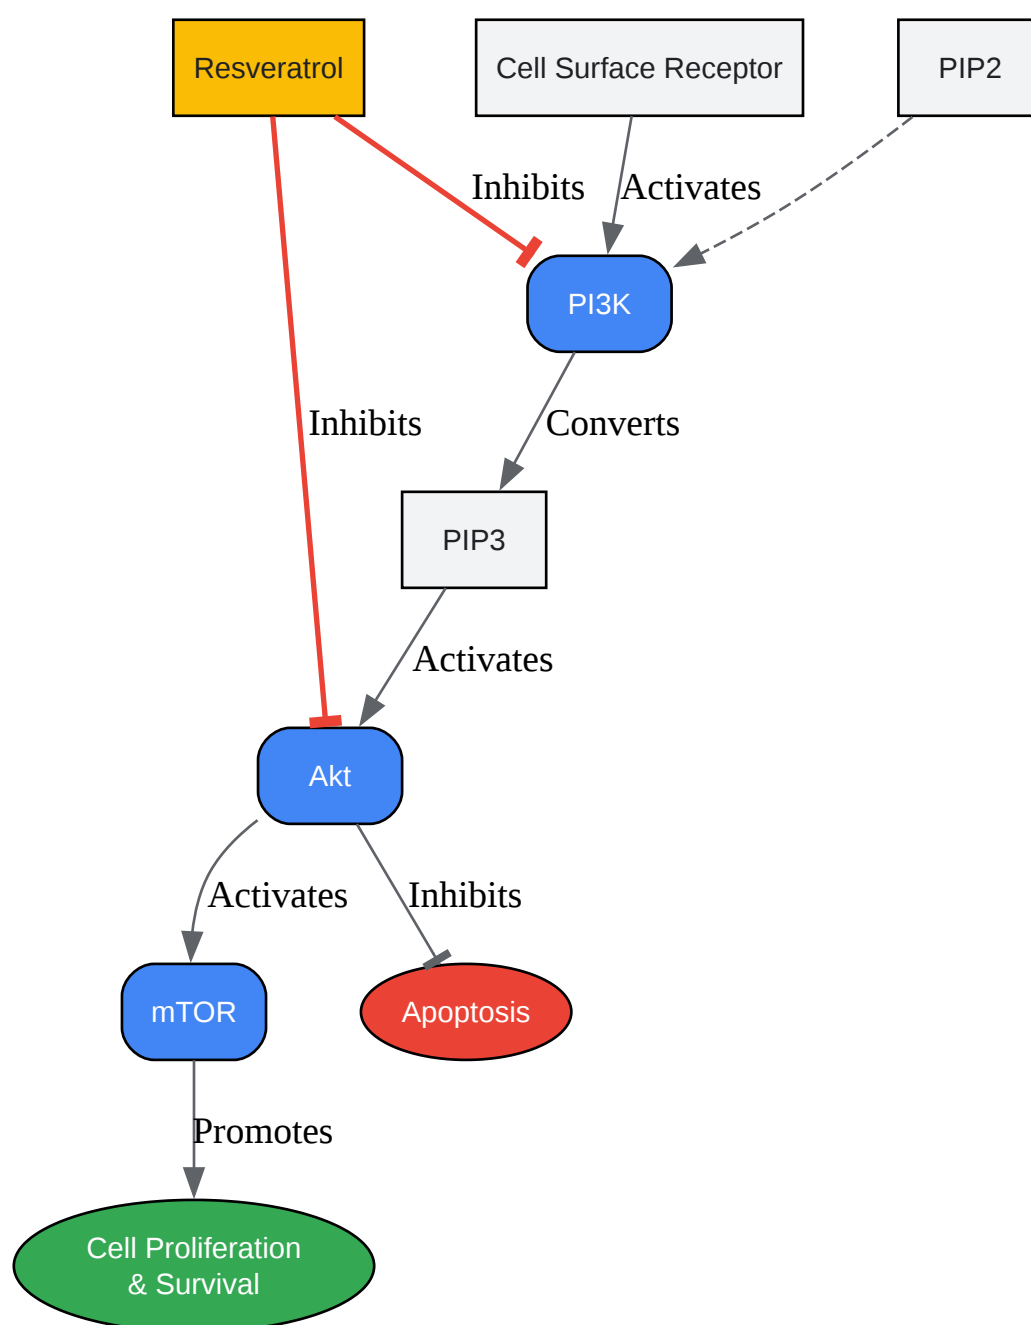 Resveratrol
Cell Surface Receptor
PIP2
Inhibits
Activates
PI3K
Inhibits
Converts
PIP3
Activates
Akt
Activates
Inhibits
mTOR
Apoptosis
Promotes
Cell Proliferation
& Survival